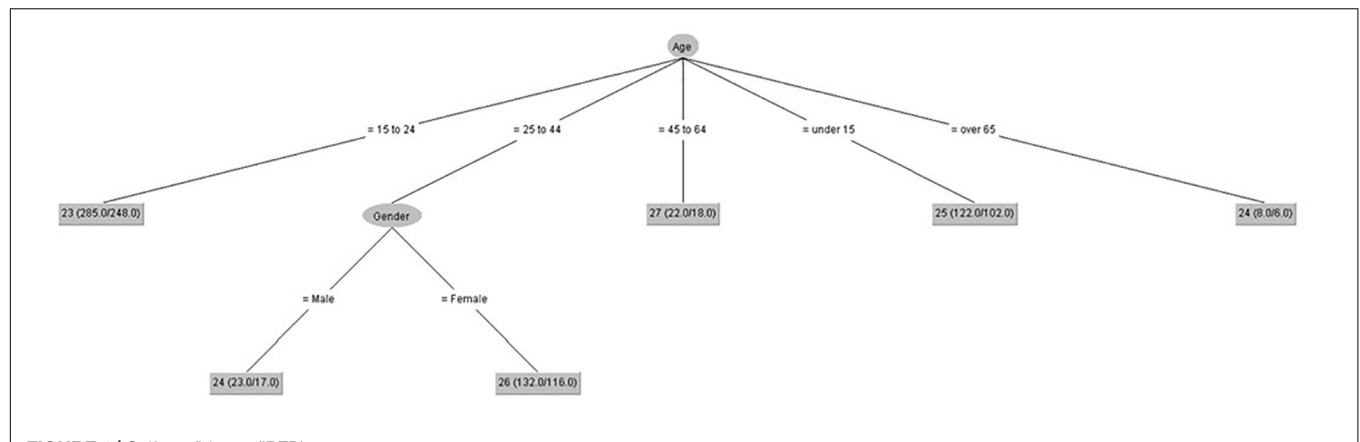 Age
= 15 to 24
= 25 to 44
= 45 to 64
= under 15
= over 65
23 (285.0/248.0)
Gender
27 (22.0/18.0)
25 (122.0/102.0)
24 (8.0/6.0)
= Male
= Female
24 (23.0/17.0)
26 (132.0/116.0)